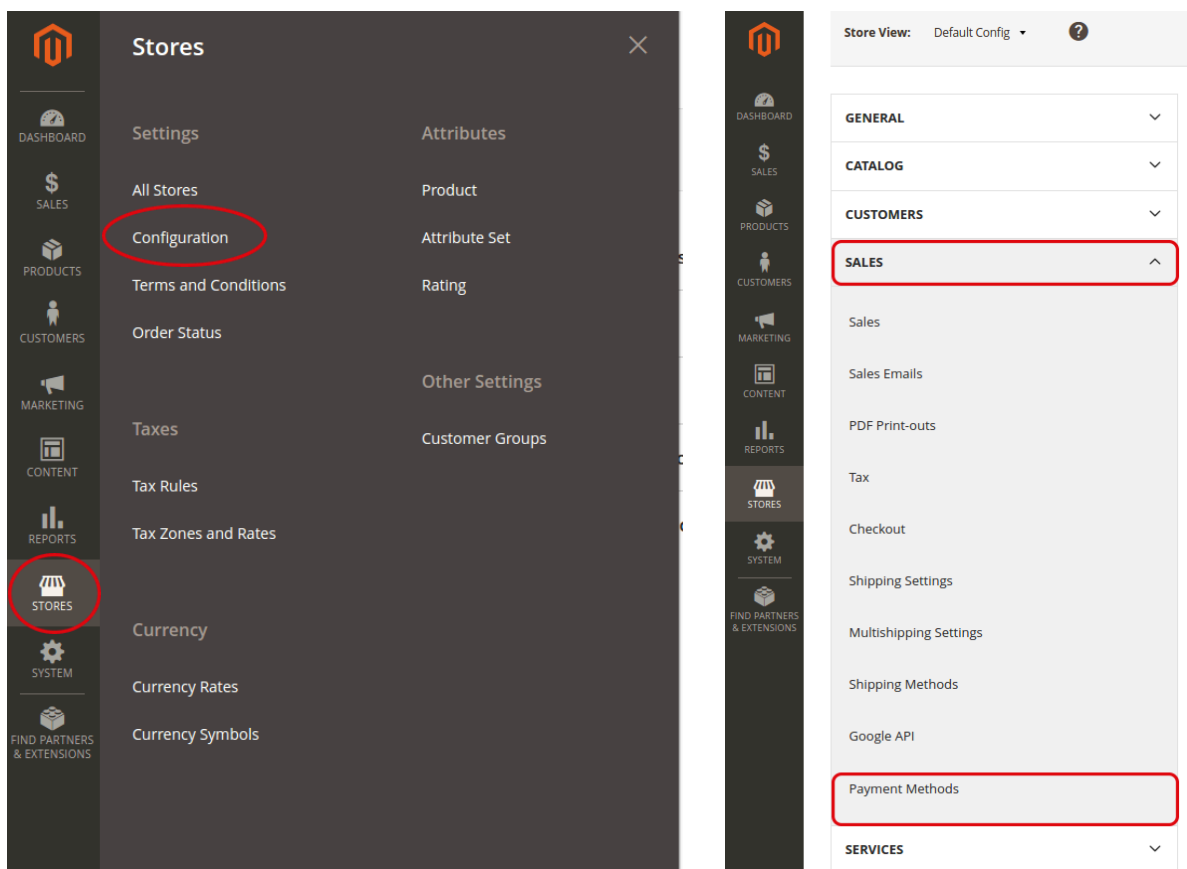 Stores
DASHBOARD
SALES
PRODUCTS
CUSTOMERS
MARKETING
CONTENT
REPORTS
STORES
SYSTEM
FIND PARTNERS
& EXTENSIONS
Settings
All Stores
Configuration
Terms and Conditions
Order Status
Taxes
Tax Rules
Tax Zones and Rates
Currency
Currency Rates
Currency Symbols
Attributes
Product
Attribute Set
Rating
Other Settings
Customer Groups
DASHBOARD
$
SALES
PRODUCTS
CUSTOMERS
MARKETING
CONTENT
REPORTS
STORES
SYSTEM
FIND PARTNERS
& EXTENSIONS
Store View: Default Config
?
GENERAL
CATALOG
CUSTOMERS
SALES
Sales
Sales Emails
PDF Print-outs
Tax
Checkout
Shipping Settings
Multishipping Settings
Shipping Methods
Google API
Payment Methods
SERVICES